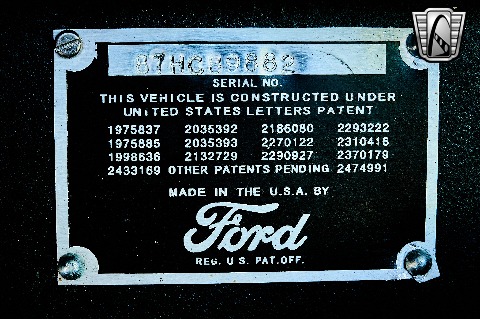 87HCB9882
SERIAL NO.
THIS VEHICLE IS CONSTRUCTED UNDER
UNITED STATES LETTERS PATENT
1975837 2035392 2186080 2293222
1975885 2035393 2270122 2310416
1998636 2132729 2290927 2370179
2433169 OTHER PATENTS PENDING 2474991
MADE IN THE U.S.A. BY
Ford
REG. U.S. PAT. OFF.